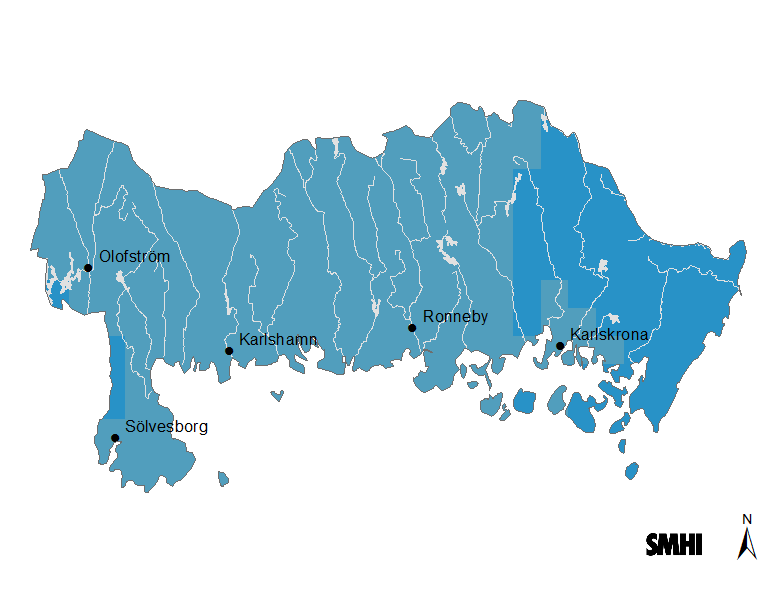 Olofström
Ronneby
Karlshamn
Karlskrona
Sölvesborg
N
SMHI